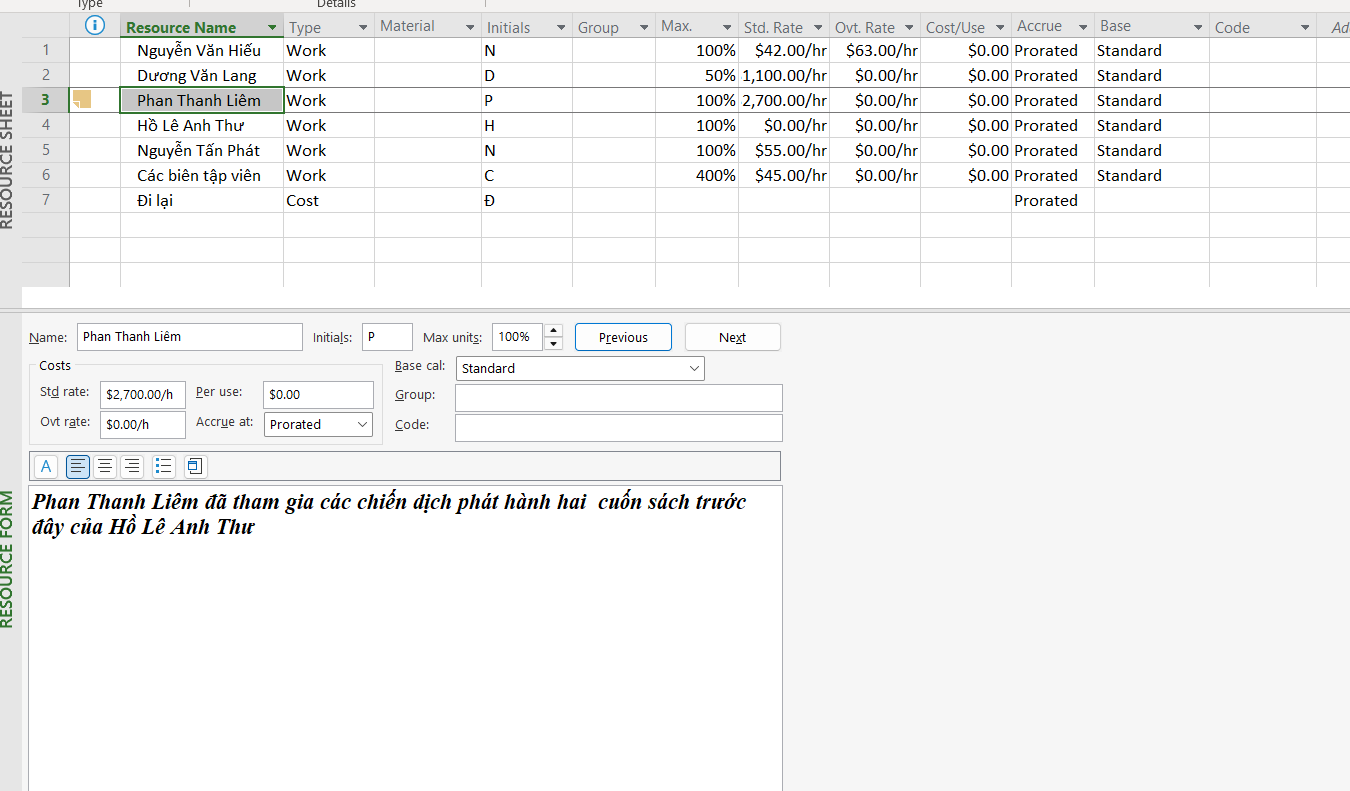 Type Details
Resource Name Type Material Initials Group Max. Std. Rate Ovt. Rate Cost/Use Accrue Base Code
1 Nguyễn Văn Hiếu Work N 100% $42.00/hr $63.00/hr $0.00 Prorated Standard
2 Dương Văn Lang Work D 50% 1,100.00/hr $0.00/hr $0.00 Prorated Standard
3 Phan Thanh Liêm Work P 100% 2,700.00/hr $0.00/hr $0.00 Prorated Standard
4 Hồ Lê Anh Thư Work H 100% $0.00/hr $0.00/hr $0.00 Prorated Standard
5 Nguyễn Tấn Phát Work N 100% $55.00/hr $0.00/hr $0.00 Prorated Standard
6 Các biên tập viên Work C 400% $45.00/hr $0.00/hr $0.00 Prorated Standard
7 Đi lại Cost Đ Prorated
RESOURCE SHEET
Name: Phan Thanh Liêm Initials: P Max units: 100% Previous Next
Costs Base cal: Standard
Std rate: $2,700.00/h Per use: $0.00 Group:
Ovt rate: $0.00/h Accrue at: Prorated Code:
A
Phan Thanh Liêm đã tham gia các chiến dịch phát hành hai cuốn sách trước
đây của Hồ Lê Anh Thư
RESOURCE FORM